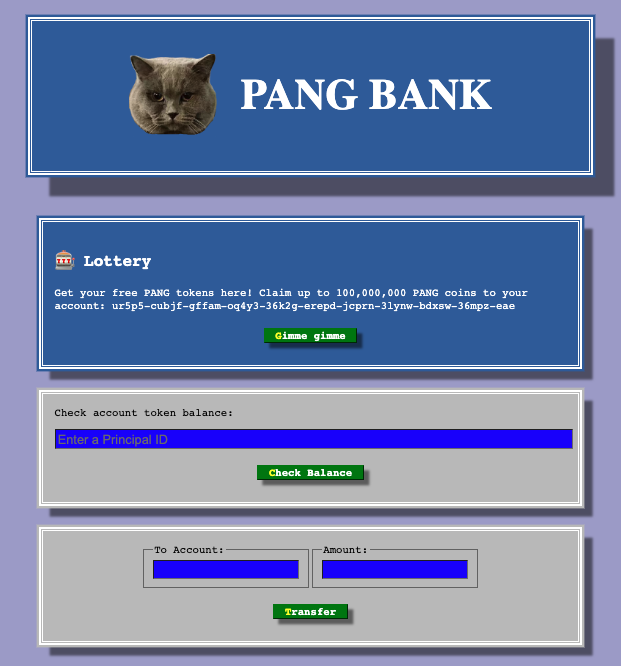 PANG BANK
Lottery
Get your free PANG tokens here! Claim up to 100,000,000 PANG coins to your
account: ur5p5-cubjf-gffam-oq4y3-36k2g-erepd-jcprn-3lynw-bdxsw-36mpz-eae
Gimme gimme
Check account token balance:
Enter a Principal ID
Check Balance
To Account:
Amount:
Transfer